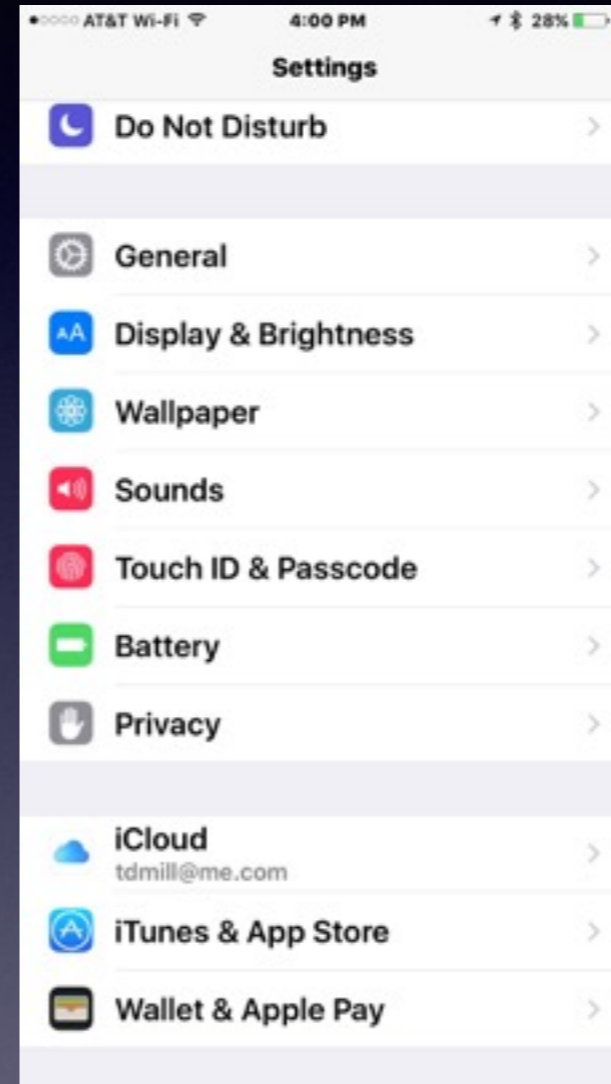 AT&T Wi-Fi 4:00 PM 28%
Settings
Do Not Disturb
General
AA Display & Brightness
Wallpaper
Sounds
Touch ID & Passcode
Battery
Privacy
iCloud
tdmill@me.com
iTunes & App Store
Wallet & Apple Pay